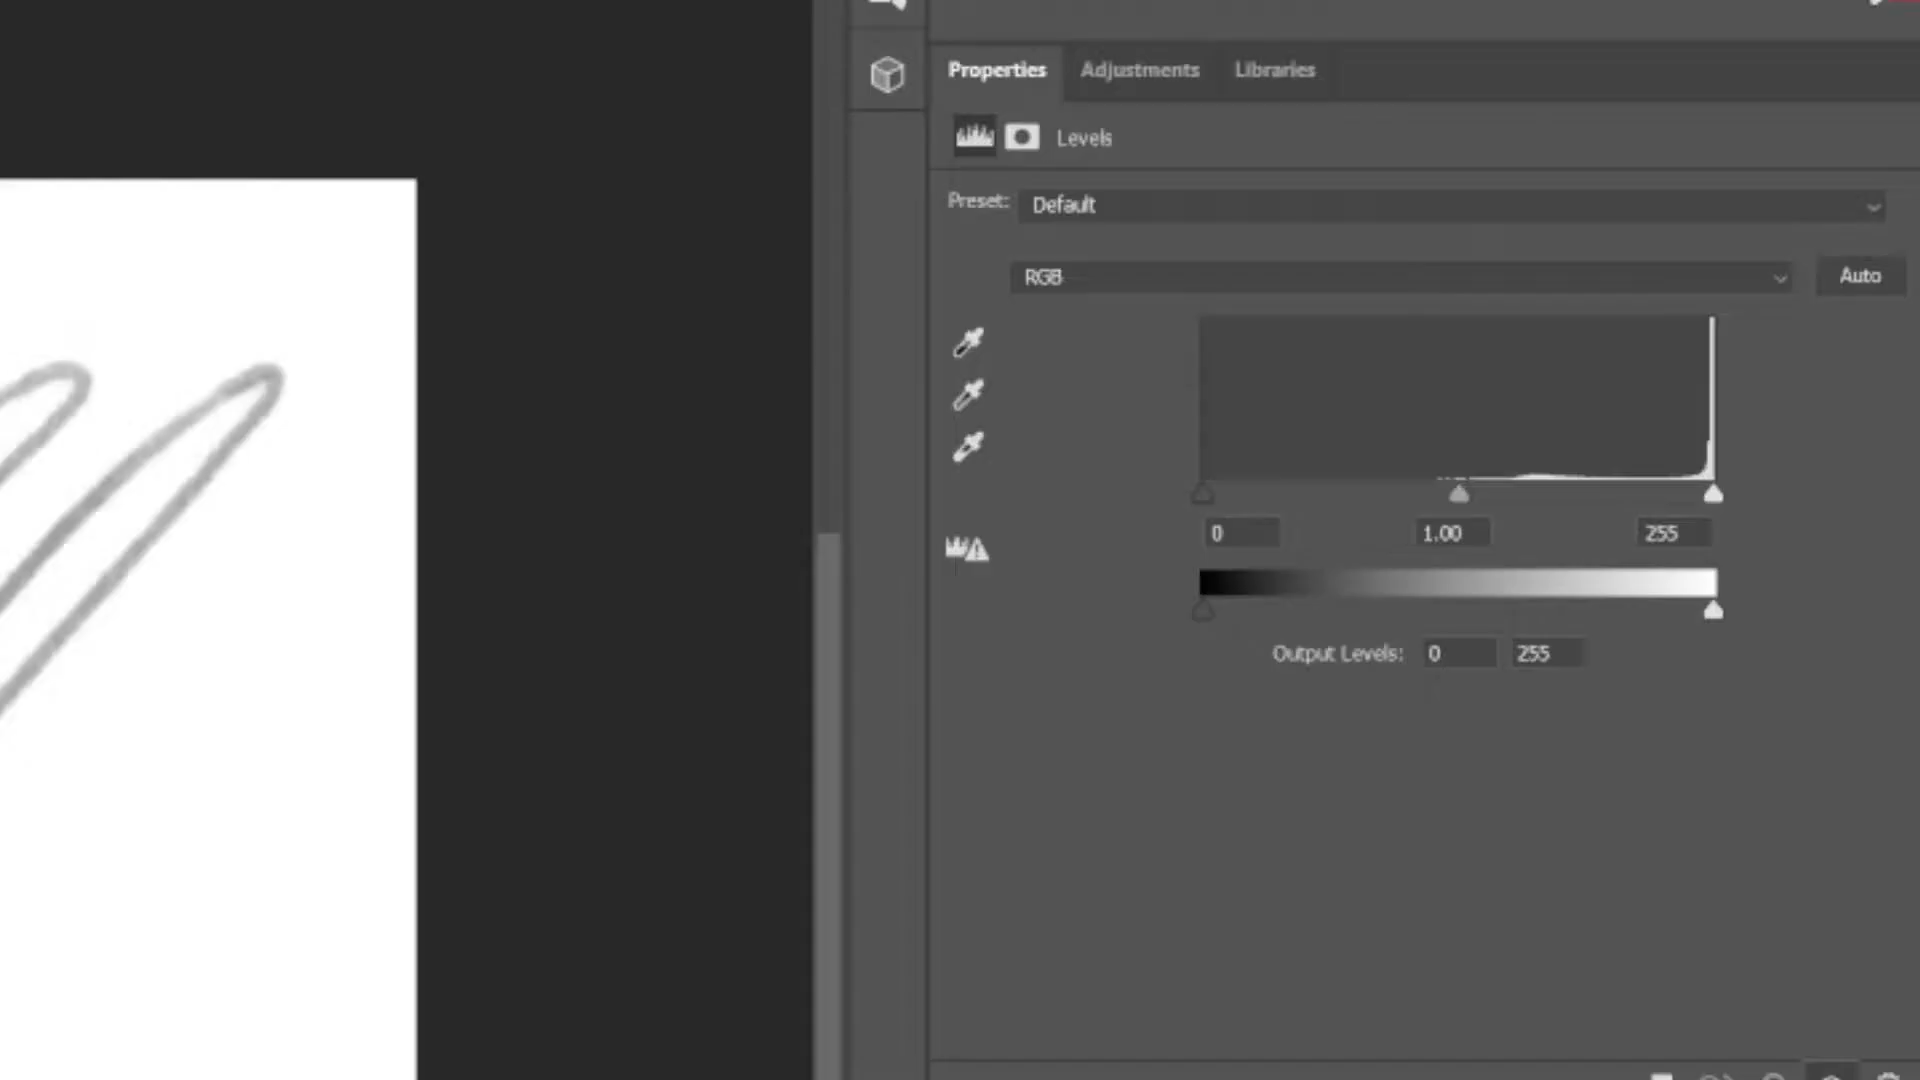 Properties Adjustments Libraries
Levels
Preset: Default
RGB Auto
0 1.00 255
Output Levels: 0 255